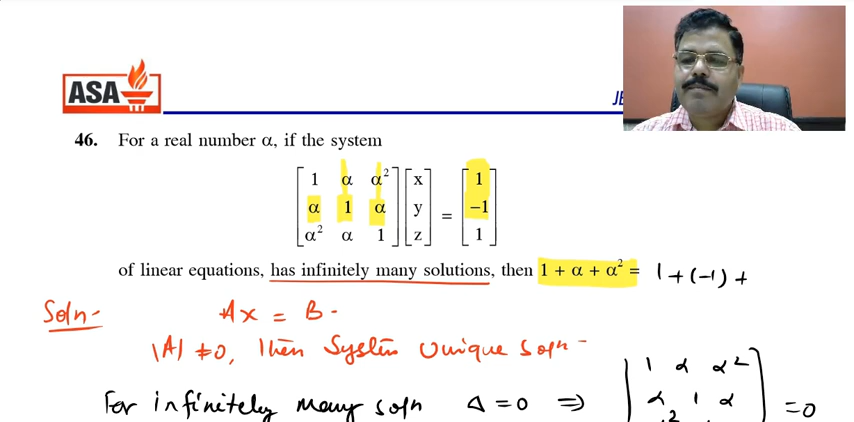 ASA
JE
46. For a real number α, if the system
[1 α α²; α 1 α; α² α 1] [x; y; z] = [1; −1; 1]
of linear equations, has infinitely many solutions, then 1 + α + α² = 1 + (-1) +
Soln- Ax = B.
|A| ≠0, Then System Unique soln -
For infinitely many soln Δ = 0 ⇒ | 1 α α²
α 1 α
=0